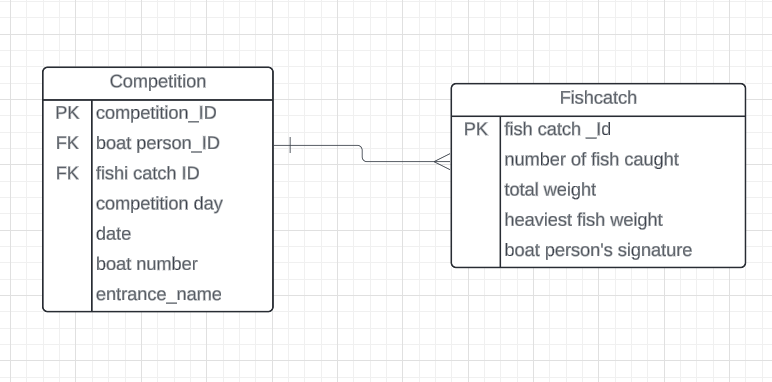 Competition
PK competition_ID
FK boat person_ID
FK fishi catch ID
competition day
date
boat number
entrance_name
Fishcatch
PK fish catch _Id
number of fish caught
total weight
heaviest fish weight
boat person's signature